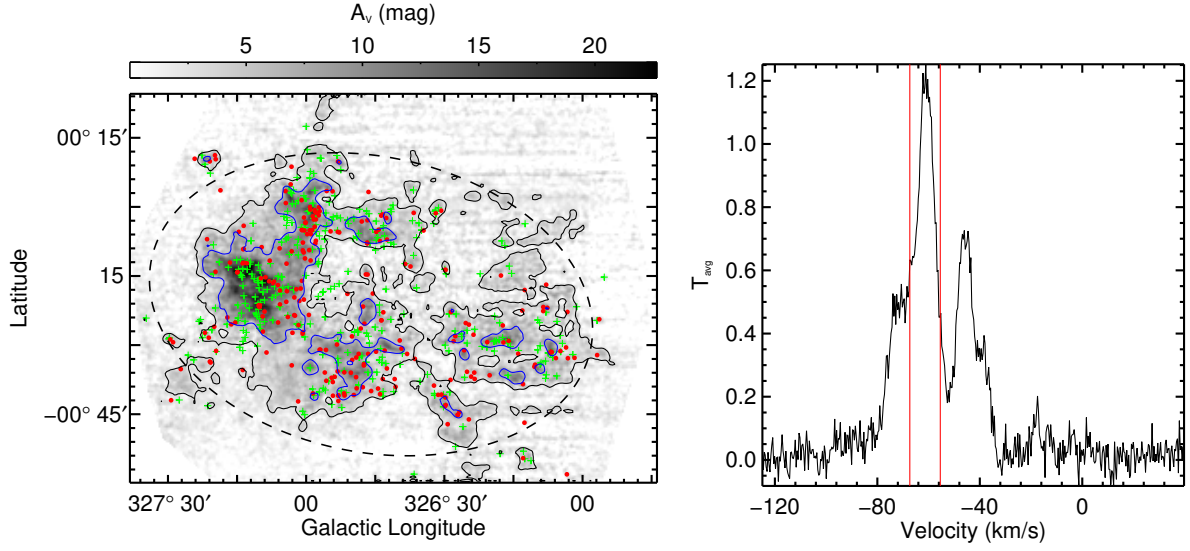 A_v (mag)
5 10 15 20
00° 15′
15
−00° 45′
Latitude
327° 30′ 00 326° 30′ 00
Galactic Longitude
1.2
1.0
0.8
0.6
0.4
0.2
0.0
T_avg
−120 −80 −40 0
Velocity (km/s)